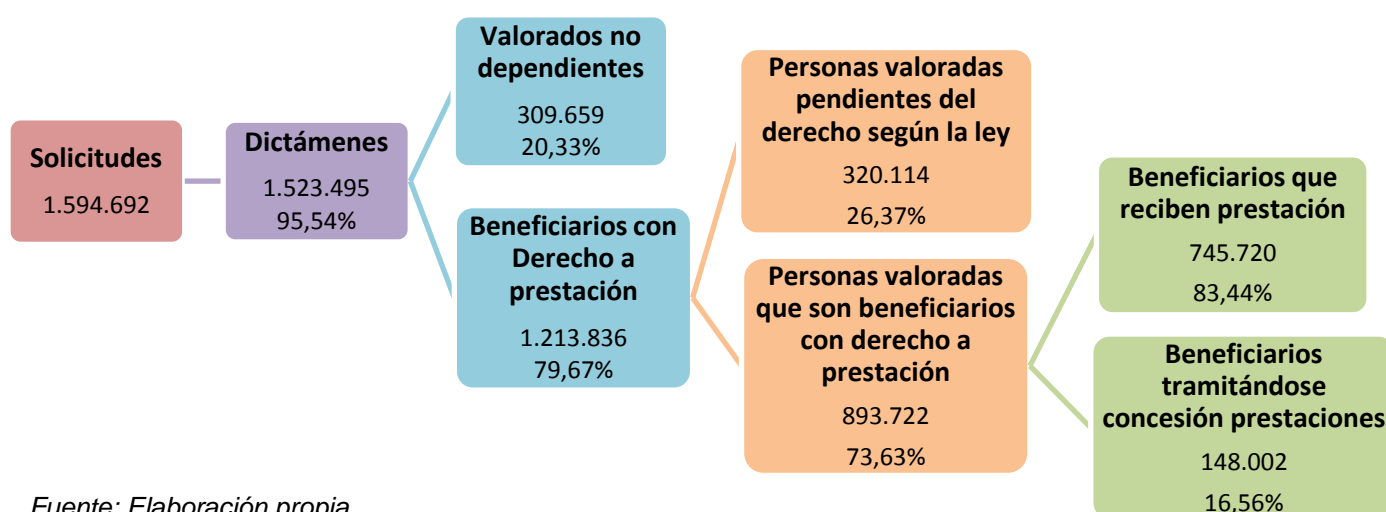 Solicitudes
1.594.692
Dictámenes
1.523.495
95,54%
Valorados no
dependientes
309.659
20,33%
Beneficiarios con
Derecho a
prestación
1.213.836
79,67%
Personas valoradas
pendientes del
derecho según la ley
320.114
26,37%
Personas valoradas
que son beneficiarios
con derecho a
prestación
893.722
73,63%
Beneficiarios que
reciben prestación
745.720
83,44%
Beneficiarios
tramitándose
concesión prestaciones
148.002
16,56%
Fuente: Elaboración propia